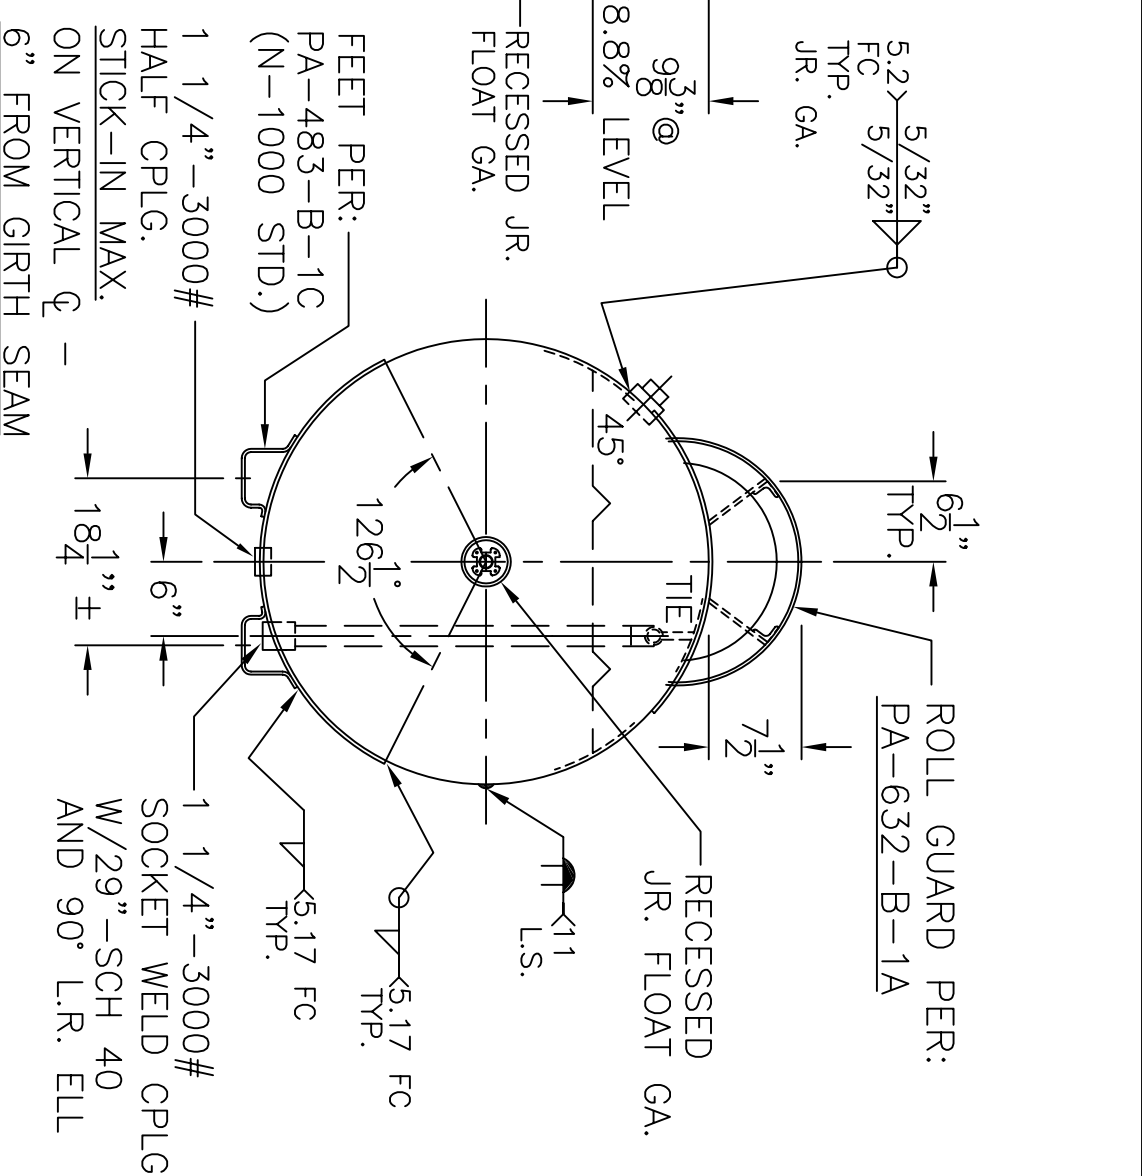 5.2
FC
TYP.
JR. GA.
5/32"
5/32"
9 3/8" @
8.8% LEVEL
RECESSED JR.
FLOAT GA.
FEET PER:
PA-483-B-1C
(N-1000 STD.)
1 1/4"-3000#
HALF CPLG.
STICK-IN MAX.
ON VERTICAL ℄ -
6" FROM GIRTH SEAM
6 1/2"
TYP.
45°
TIE
126 1/2°
7 1/2"
6"
18 1/4" ±
ROLL GUARD PER:
PA-632-B-1A
RECESSED
JR. FLOAT GA.
11
L.S.
5.17 FC
TYP.
5.17 FC
TYP.
1 1/4"-3000#
SOCKET WELD CPLG
W/29"-SCH 40
AND 90° L.R. ELL